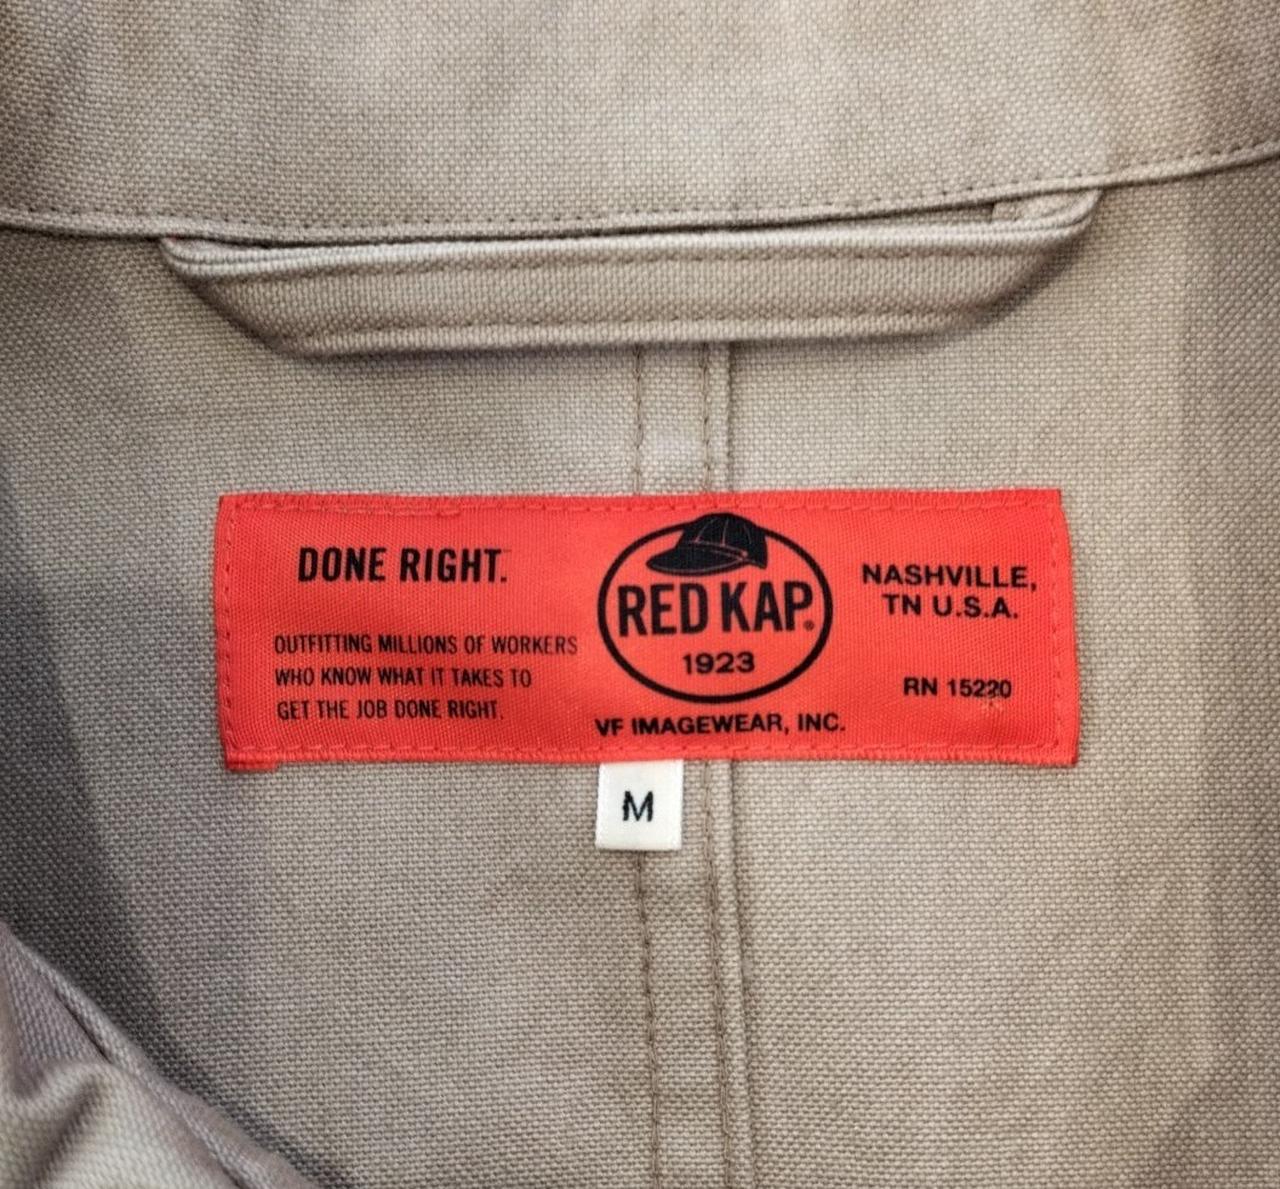 DONE RIGHT.
OUTFITTING MILLIONS OF WORKERS
WHO KNOW WHAT IT TAKES TO
GET THE JOB DONE RIGHT.
RED KAP®
1923
VF IMAGEWEAR, INC.
NASHVILLE,
TN U.S.A.
RN 15220
M